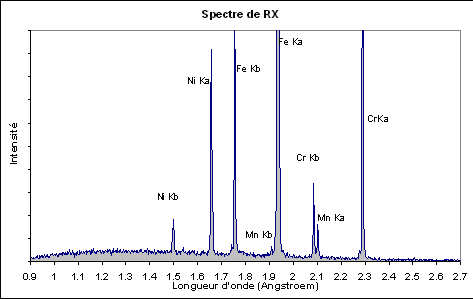 Spectre de RX
Fe Ka
Ni Ka
Fe Kb
CrKa
Cr Kb
Ni Kb
Mn Ka
Mn Kb
Intensité
0.9 1 1.1 1.2 1.3 1.4 1.5 1.6 1.7 1.8 1.9 2 2.1 2.2 2.3 2.4 2.5 2.6 2.7
Longueur d'onde (Angstroem)